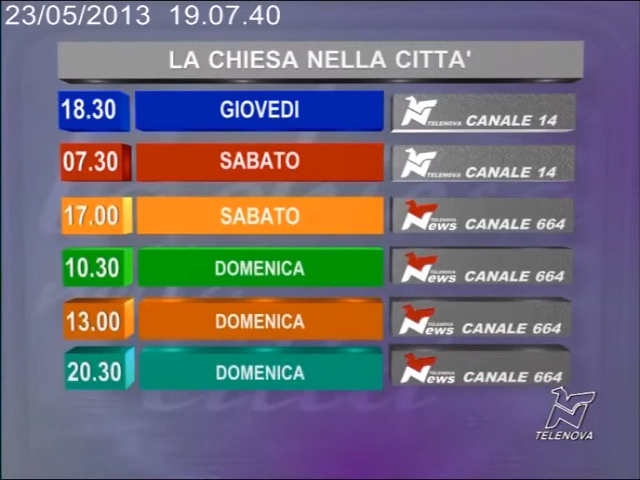 23/05/2013 19.07.40
LA CHIESA NELLA CITTA'
18.30 GIOVEDI TELENOVA CANALE 14
07.30 SABATO TELENOVA CANALE 14
17.00 SABATO TELENOVA News CANALE 664
10.30 DOMENICA TELENOVA News CANALE 664
13.00 DOMENICA TELENOVA News CANALE 664
20.30 DOMENICA TELENOVA News CANALE 664
TELENOVA